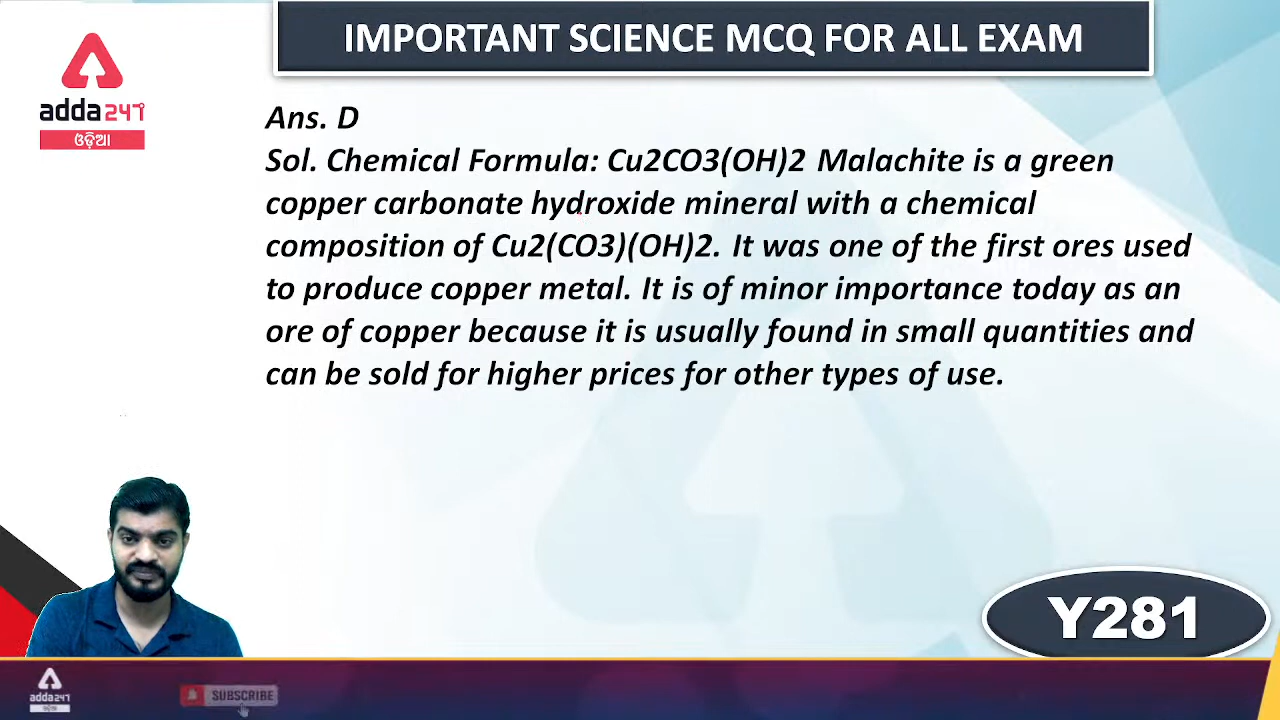 IMPORTANT SCIENCE MCQ FOR ALL EXAM
adda247
ଓଡ଼ିଆ
Ans. D
Sol. Chemical Formula: Cu2CO3(OH)2 Malachite is a green
copper carbonate hydroxide mineral with a chemical
composition of Cu2(CO3)(OH)2. It was one of the first ores used
to produce copper metal. It is of minor importance today as an
ore of copper because it is usually found in small quantities and
can be sold for higher prices for other types of use.
Y281
adda247
ଓଡ଼ିଆ
SUBSCRIBE